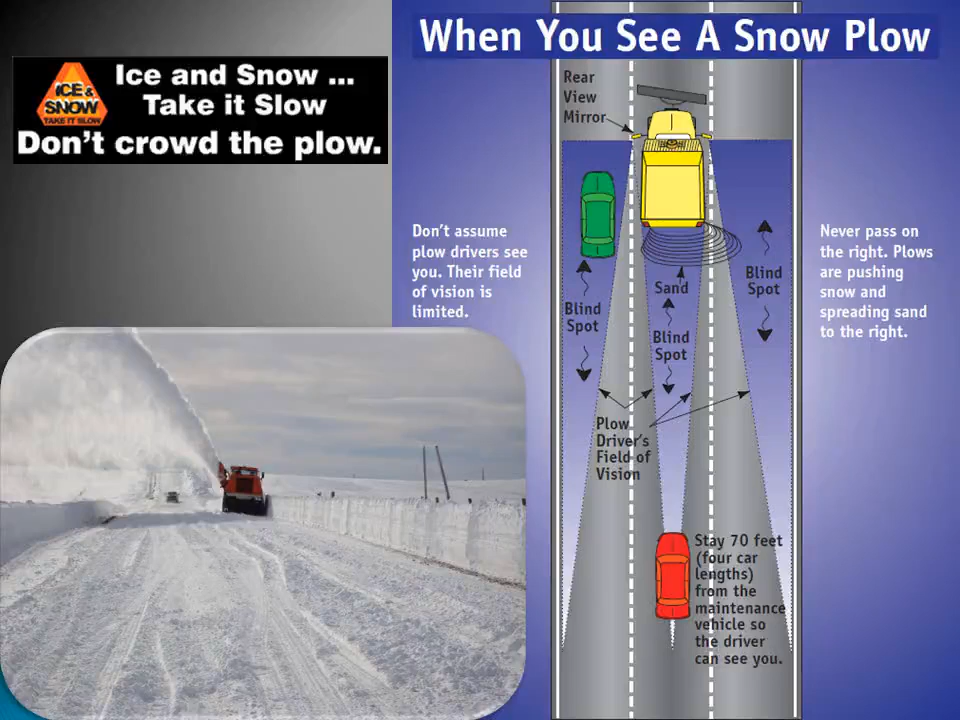 When You See A Snow Plow
ICE &
SNOW
TAKE IT SLOW
Ice and Snow ...
Take it Slow
Don't crowd the plow.
Rear
View
Mirror
Don't assume
plow drivers see
you. Their field
of vision is
limited.
Never pass on
the right. Plows
are pushing
snow and
spreading sand
to the right.
Sand
Blind
Spot
Blind
Spot
Blind
Spot
Plow
Driver's
Field of
Vision
Stay 70 feet
(four car
lengths)
from the
maintenance
vehicle so
the driver
can see you.